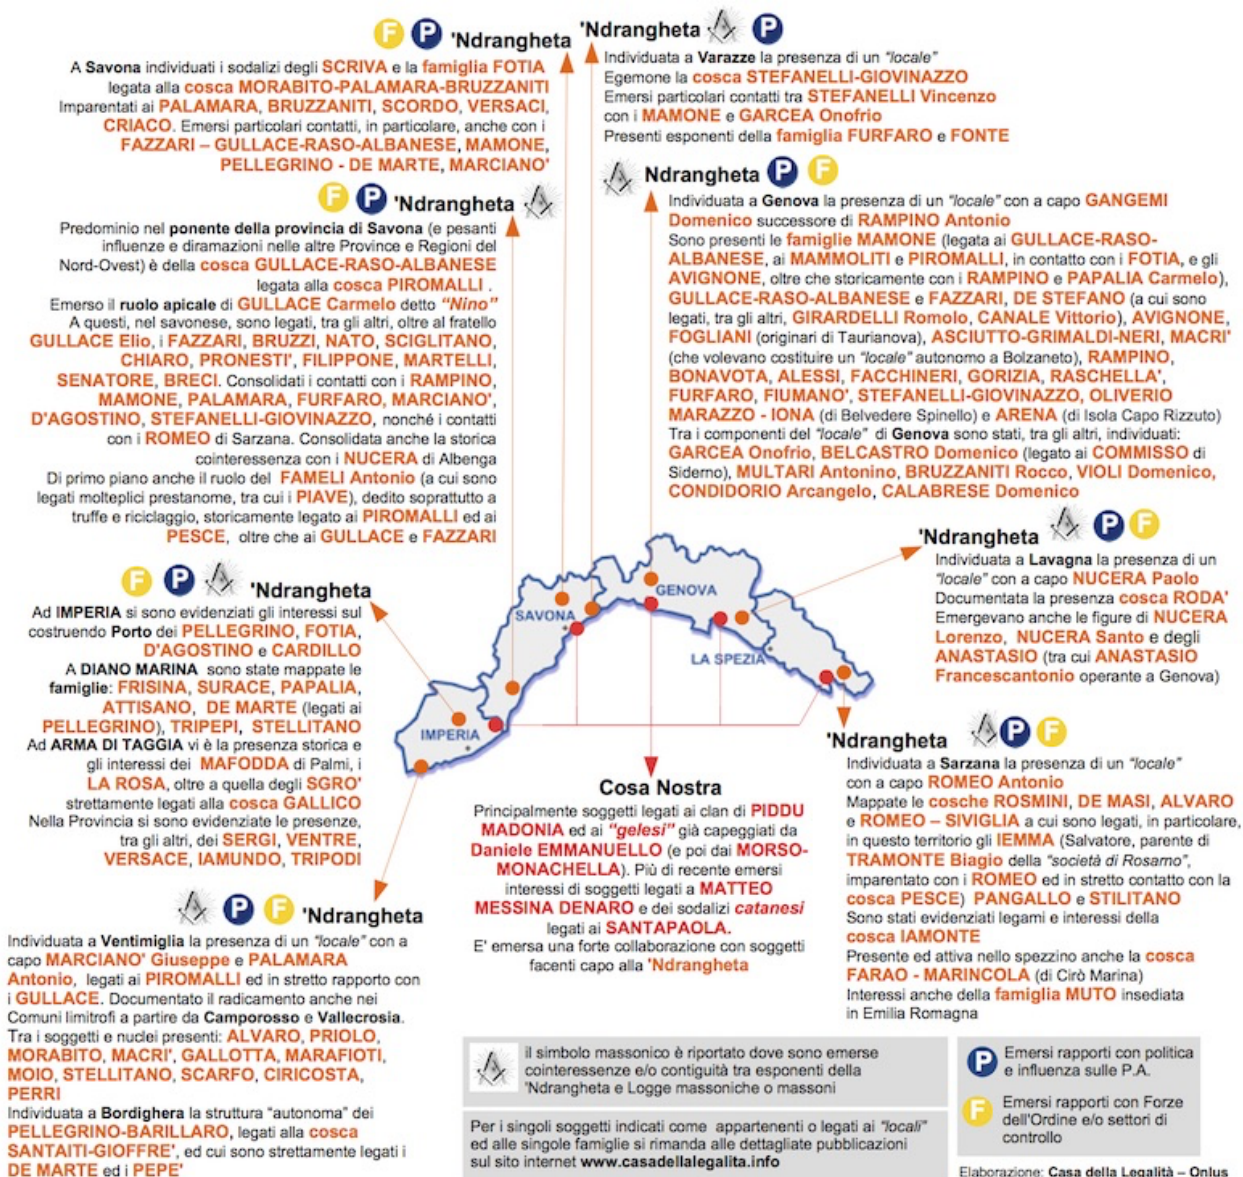 F P 'Ndrangheta
A Savona individuati i sodalizi degli SCRIVA e la famiglia FOTIA
legata alla cosca MORABITO-PALAMARA-BRUZZANITI
Imparentati ai PALAMARA, BRUZZANITI, SCORDO, VERSACI,
CRIACO. Emersi particolari contatti, in particolare, anche con i
FAZZARI – GULLACE-RASO-ALBANESE, MAMONE,
PELLEGRINO - DE MARTE, MARCIANO'
'Ndrangheta P
Individuata a Varazze la presenza di un "locale"
Egemone la cosca STEFANELLI-GIOVINAZZO
Emersi particolari contatti tra STEFANELLI Vincenzo
con i MAMONE e GARCEA Onofrio
Presenti esponenti della famiglia FURFARO e FONTE
F P 'Ndrangheta
Predominio nel ponente della provincia di Savona (e pesanti
influenze e diramazioni nelle altre Province e Regioni del
Nord-Ovest) è della cosca GULLACE-RASO-ALBANESE
legata alla cosca PIROMALLI .
Emerso il ruolo apicale di GULLACE Carmelo detto "Nino"
A questi, nel savonese, sono legati, tra gli altri, oltre al fratello
GULLACE Elio, i FAZZARI, BRUZZI, NATO, SCIGLITANO,
CHIARO, PRONESTI', FILIPPONE, MARTELLI,
SENATORE, BRECI. Consolidati i contatti con i RAMPINO,
MAMONE, PALAMARA, FURFARO, MARCIANO',
D'AGOSTINO, STEFANELLI-GIOVINAZZO, nonché i contatti
con i ROMEO di Sarzana. Consolidata anche la storica
cointeressenza con i NUCERA di Albenga
Di primo piano anche il ruolo del FAMELI Antonio (a cui sono
legati molteplici prestanome, tra cui i PIAVE), dedito soprattutto a
truffe e riciclaggio, storicamente legato ai PIROMALLI ed ai
PESCE, oltre che ai GULLACE e FAZZARI
Ndrangheta P F
Individuata a Genova la presenza di un "locale" con a capo GANGEMI
Domenico successore di RAMPINO Antonio
Sono presenti le famiglie MAMONE (legata ai GULLACE-RASO-
ALBANESE, ai MAMMOLITI e PIROMALLI, in contatto con i FOTIA, e gli
AVIGNONE, oltre che storicamente con i RAMPINO e PAPALIA Carmelo),
GULLACE-RASO-ALBANESE e FAZZARI, DE STEFANO (a cui sono
legati, tra gli altri, GIRARDELLI Romolo, CANALE Vittorio), AVIGNONE,
FOGLIANI (originari di Taurianova), ASCIUTTO-GRIMALDI-NERI, MACRI'
(che volevano costituire un "locale" autonomo a Bolzaneto), RAMPINO,
BONAVOTA, ALESSI, FACCHINERI, GORIZIA, RASCHELLA',
FURFARO, FIUMANO', STEFANELLI-GIOVINAZZO, OLIVERIO
MARAZZO - IONA (di Belvedere Spinello) e ARENA (di Isola Capo Rizzuto)
Tra i componenti del "locale" di Genova sono stati, tra gli altri, individuati:
GARCEA Onofrio, BELCASTRO Domenico (legato ai COMMISSO di
Siderno), MULTARI Antonino, BRUZZANITI Rocco, VIOLI Domenico,
CONDIDORIO Arcangelo, CALABRESE Domenico
F P 'Ndrangheta
Ad IMPERIA si sono evidenziati gli interessi sul
costruendo Porto dei PELLEGRINO, FOTIA,
D'AGOSTINO e CARDILLO
A DIANO MARINA sono state mappate le
famiglie: FRISINA, SURACE, PAPALIA,
ATTISANO, DE MARTE (legati ai
PELLEGRINO), TRIPEPI, STELLITANO
Ad ARMA DI TAGGIA vi è la presenza storica e
gli interessi dei MAFODDA di Palmi, i
LA ROSA, oltre a quella degli SGRO'
strettamente legati alla cosca GALLICO
Nella Provincia si sono evidenziate le presenze,
tra gli altri, dei SERGI, VENTRE,
VERSACE, IAMUNDO, TRIPODI
IMPERIA
SAVONA
GENOVA
LA SPEZIA
'Ndrangheta P F
Individuata a Lavagna la presenza di un
"locale" con a capo NUCERA Paolo
Documentata la presenza cosca RODA'
Emergevano anche le figure di NUCERA
Lorenzo, NUCERA Santo e degli
ANASTASIO (tra cui ANASTASIO
Francescantonio operante a Genova)
P F 'Ndrangheta
Individuata a Ventimiglia la presenza di un "locale" con a
capo MARCIANO' Giuseppe e PALAMARA
Antonio, legati ai PIROMALLI ed in stretto rapporto con
i GULLACE. Documentato il radicamento anche nei
Comuni limitrofi a partire da Camporosso e Vallecrosia.
Tra i soggetti e nuclei presenti: ALVARO, PRIOLO,
MORABITO, MACRI', GALLOTTA, MARAFIOTI,
MOIO, STELLITANO, SCARFO, CIRICOSTA,
PERRI
Individuata a Bordighera la struttura "autonoma" dei
PELLEGRINO-BARILLARO, legati alla cosca
SANTAITI-GIOFFRE', ed cui sono strettamente legati i
DE MARTE ed i PEPE'
Cosa Nostra
Principalmente soggetti legati ai clan di PIDDU
MADONIA ed ai "gelesi" già capeggiati da
Daniele EMMANUELLO (e poi dai MORSO-
MONACHELLA). Più di recente emersi
interessi di soggetti legati a MATTEO
MESSINA DENARO e dei sodalizi catanesi
legati ai SANTAPAOLA.
E' emersa una forte collaborazione con soggetti
facenti capo alla 'Ndrangheta
'Ndrangheta P F
Individuata a Sarzana la presenza di un "locale"
con a capo ROMEO Antonio
Mappate le cosche ROSMINI, DE MASI, ALVARO
e ROMEO – SIVIGLIA a cui sono legati, in particolare,
in questo territorio gli IEMMA (Salvatore, parente di
TRAMONTE Biagio della "società di Rosarno",
imparentato con i ROMEO ed in stretto contatto con la
cosca PESCE) PANGALLO e STILITANO
Sono stati evidenziati legami e interessi della
cosca IAMONTE
Presente ed attiva nello spezzino anche la cosca
FARAO - MARINCOLA (di Cirò Marina)
Interessi anche della famiglia MUTO insediata
in Emilia Romagna
il simbolo massonico è riportato dove sono emerse
cointeressenze e/o contiguità tra esponenti della
'Ndrangheta e Logge massoniche o massoni
Per i singoli soggetti indicati come appartenenti o legati ai "locali"
ed alle singole famiglie si rimanda alle dettagliate pubblicazioni
sul sito internet www.casadellalegalita.info
P Emersi rapporti con politica
e influenza sulle P.A.
F Emersi rapporti con Forze
dell'Ordine e/o settori di
controllo
Elaborazione: Casa della Legalità – Onlus